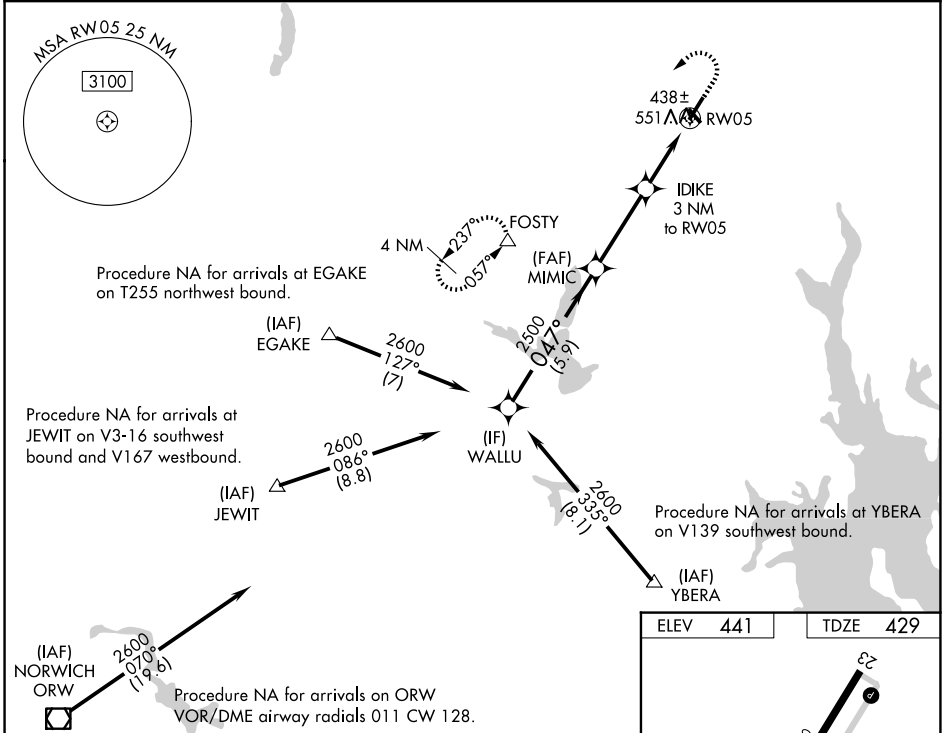 MSA RW05 25 NM
3100
438±
551
RW05
IDIKE
3 NM
to RW05
FOSTY
4 NM
237°
057°
(FAF)
MIMIC
Procedure NA for arrivals at EGAKE
on T255 northwest bound.
(IAF)
EGAKE
2600
127°
(7)
2500
047°
(5.9)
(IF)
WALLU
Procedure NA for arrivals at
JEWIT on V3-16 southwest
bound and V167 westbound.
2600
086°
(8.8)
(IAF)
JEWIT
2600
335°
(8.1)
Procedure NA for arrivals at YBERA
on V139 southwest bound.
(IAF)
YBERA
(IAF)
NORWICH
ORW
2600
070°
(19.6)
Procedure NA for arrivals on ORW
VOR/DME airway radials 011 CW 128.
ELEV 441
TDZE 429
23
P